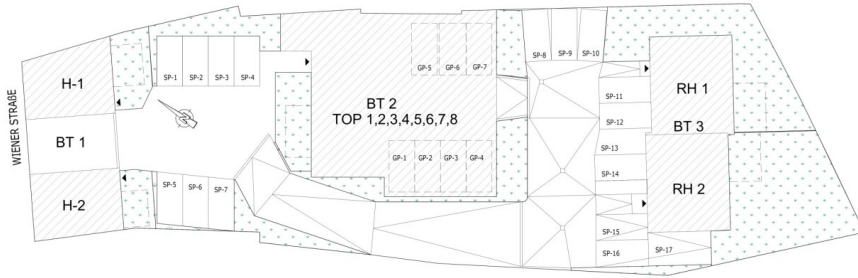 WIENER STRAßE
H-1
BT 1
H-2
SP-1
SP-2
SP-3
SP-4
SP-5
SP-6
SP-7
BT 2
TOP 1,2,3,4,5,6,7,8
GP-5
GP-6
GP-7
GP-1
GP-2
GP-3
GP-4
SP-8
SP-9
SP-10
SP-11
SP-12
SP-13
SP-14
SP-15
SP-16
SP-17
RH 1
BT 3
RH 2